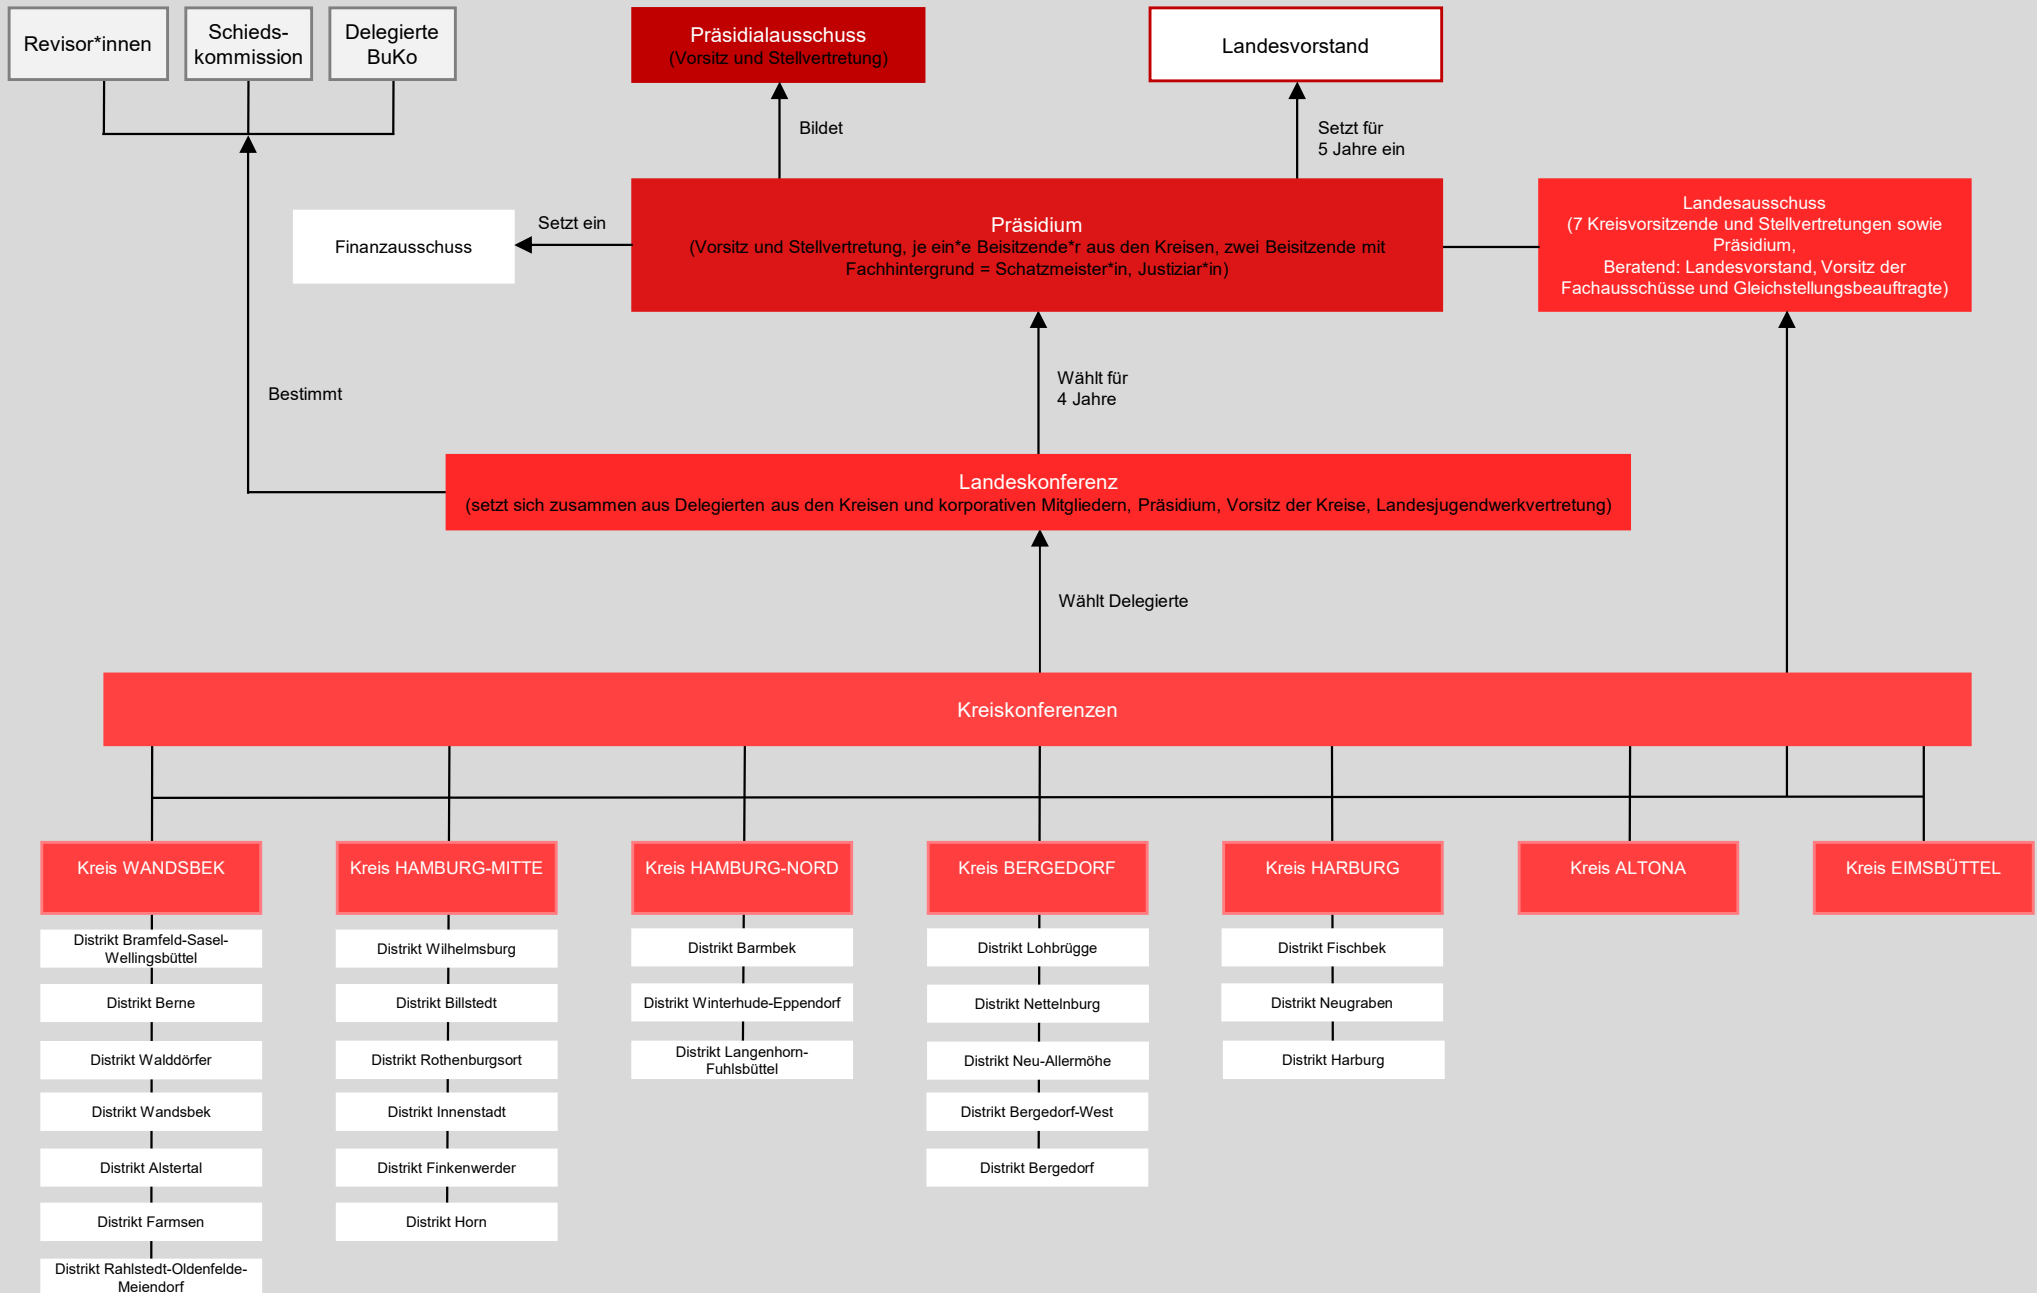 Revisor*innen
Schieds-
kommission
Delegierte
BuKo
Präsidialausschuss
(Vorsitz und Stellvertretung)
Landesvorstand
Bildet
Setzt für
5 Jahre ein
Finanzausschuss
Setzt ein
Präsidium
(Vorsitz und Stellvertretung, je ein*e Beisitzende*r aus den Kreisen, zwei Beisitzende mit
Fachhintergrund = Schatzmeister*in, Justiziar*in)
Landesausschuss
(7 Kreisvorsitzende und Stellvertretungen sowie
Präsidium,
Beratend: Landesvorstand, Vorsitz der
Fachausschüsse und Gleichstellungsbeauftragte)
Bestimmt
Wählt für
4 Jahre
Landeskonferenz
(setzt sich zusammen aus Delegierten aus den Kreisen und korporativen Mitgliedern, Präsidium, Vorsitz der Kreise, Landesjugendwerkvertretung)
Wählt Delegierte
Kreiskonferenzen
Kreis WANDSBEK
Distrikt Bramfeld-Sasel-
Wellingsbüttel
Distrikt Berne
Distrikt Walddörfer
Distrikt Wandsbek
Distrikt Alstertal
Distrikt Farmsen
Distrikt Rahlstedt-Oldenfelde-
Meiendorf
Kreis HAMBURG-MITTE
Distrikt Wilhelmsburg
Distrikt Billstedt
Distrikt Rothenburgsort
Distrikt Innenstadt
Distrikt Finkenwerder
Distrikt Horn
Kreis HAMBURG-NORD
Distrikt Barmbek
Distrikt Winterhude-Eppendorf
Distrikt Langenhorn-
Fuhlsbüttel
Kreis BERGEDORF
Distrikt Lohbrügge
Distrikt Nettelnburg
Distrikt Neu-Allermöhe
Distrikt Bergedorf-West
Distrikt Bergedorf
Kreis HARBURG
Distrikt Fischbek
Distrikt Neugraben
Distrikt Harburg
Kreis ALTONA
Kreis EIMSBÜTTEL